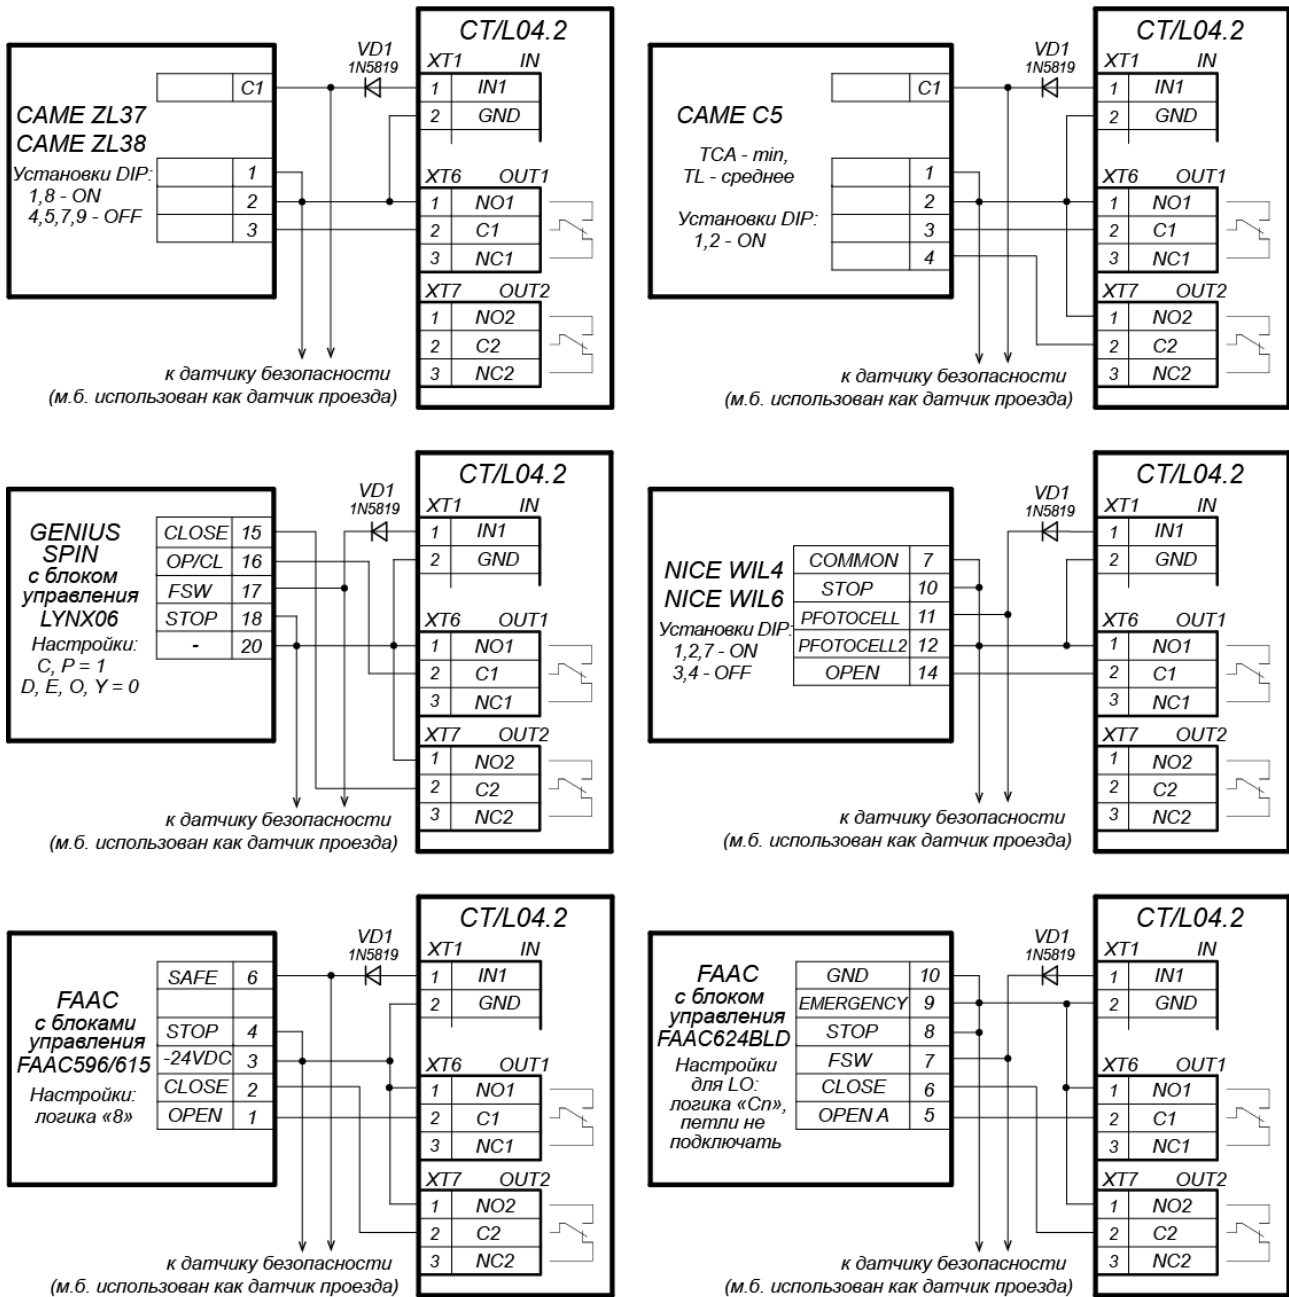 CT/L04.2
VD1
1N5819
XT1 IN
C1
1 IN1
2 GND
CAME ZL37
CAME ZL38
Установки DIP:
1,8 - ON
4,5,7,9 - OFF
1
2
3
XT6 OUT1
1 NO1
2 C1
3 NC1
XT7 OUT2
1 NO2
2 C2
3 NC2
к датчику безопасности
(м.б. использован как датчик проезда)
CT/L04.2
VD1
1N5819
XT1 IN
C1
1 IN1
2 GND
CAME C5
TCA - min,
TL - среднее
Установки DIP:
1,2 - ON
1
2
3
4
XT6 OUT1
1 NO1
2 C1
3 NC1
XT7 OUT2
1 NO2
2 C2
3 NC2
к датчику безопасности
(м.б. использован как датчик проезда)
CT/L04.2
VD1
1N5819
XT1 IN
1 IN1
2 GND
GENIUS
SPIN
с блоком
управления
LYNX06
Настройки:
C, P = 1
D, E, O, Y = 0
CLOSE 15
OP/CL 16
FSW 17
STOP 18
- 20
XT6 OUT1
1 NO1
2 C1
3 NC1
XT7 OUT2
1 NO2
2 C2
3 NC2
к датчику безопасности
(м.б. использован как датчик проезда)
CT/L04.2
VD1
1N5819
XT1 IN
1 IN1
2 GND
NICE WIL4
NICE WIL6
Установки DIP:
1,2,7 - ON
3,4 - OFF
COMMON 7
STOP 10
PFOTOCELL 11
PFOTOCELL2 12
OPEN 14
XT6 OUT1
1 NO1
2 C1
3 NC1
XT7 OUT2
1 NO2
2 C2
3 NC2
к датчику безопасности
(м.б. использован как датчик проезда)
CT/L04.2
VD1
1N5819
XT1 IN
1 IN1
2 GND
FAAC
с блоками
управления
FAAC596/615
Настройки:
логика «8»
SAFE 6
STOP 4
-24VDC 3
CLOSE 2
OPEN 1
XT6 OUT1
1 NO1
2 C1
3 NC1
XT7 OUT2
1 NO2
2 C2
3 NC2
к датчику безопасности
(м.б. использован как датчик проезда)
CT/L04.2
VD1
1N5819
XT1 IN
1 IN1
2 GND
FAAC
с блоком
управления
FAAC624BLD
Настройки
для LO:
логика «Cn»,
петли не
подключать
GND 10
EMERGENCY 9
STOP 8
FSW 7
CLOSE 6
OPEN A 5
XT6 OUT1
1 NO1
2 C1
3 NC1
XT7 OUT2
1 NO2
2 C2
3 NC2
к датчику безопасности
(м.б. использован как датчик проезда)